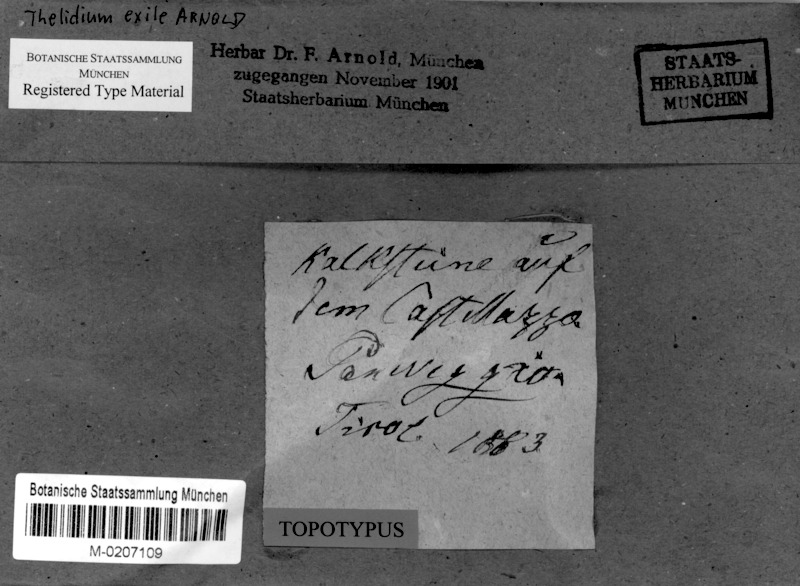 Thelidium exile ARNOLD
BOTANISCHE STAATSSAMMLUNG
MÜNCHEN
Registered Type Material
Herbar Dr. F. Arnold, München
zugegangen November 1901
Staatsherbarium München
STAATS-
HERBARIUM
MÜNCHEN
Kalksteine auf
dem Castellazzo
Paneveggio
Tirol 1883
TOPOTYPUS
Botanische Staatssammlung München
M-0207109